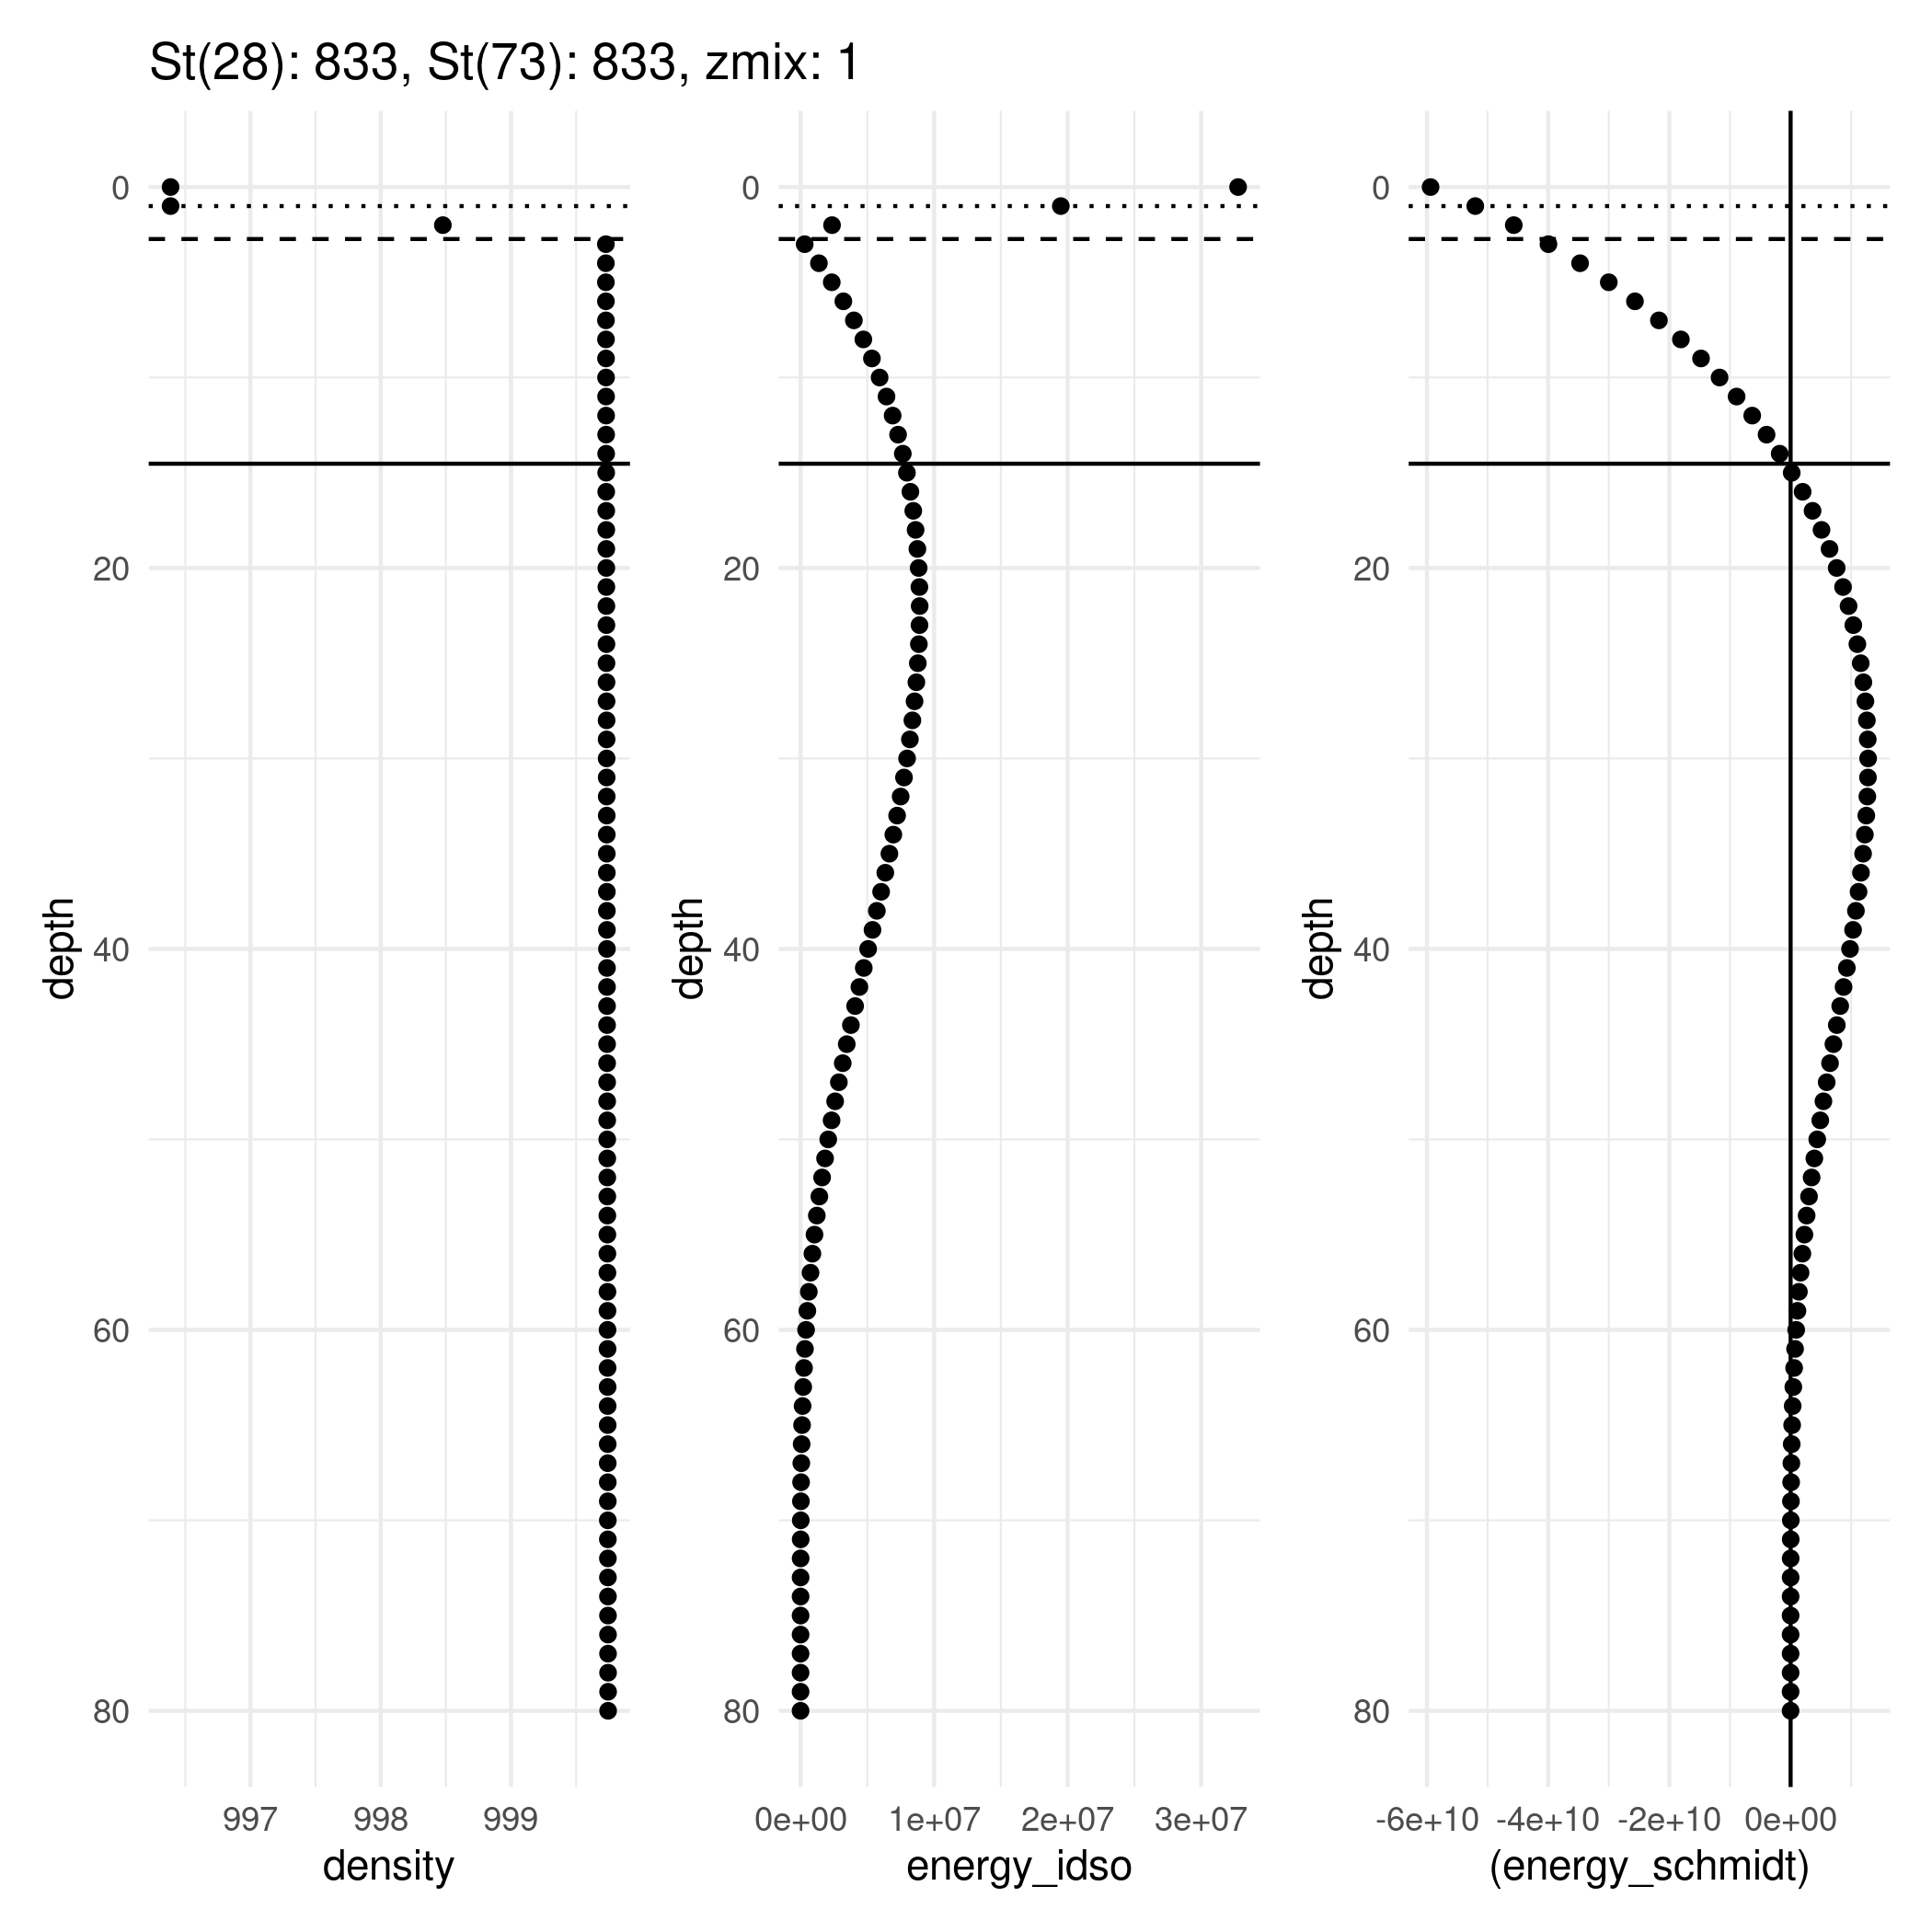 St(28): 833, St(73): 833, zmix: 1
0
20
40
60
80
depth
997 998 999
density
0
20
40
60
80
depth
0e+00 1e+07 2e+07 3e+07
energy_idso
0
20
40
60
80
depth
-6e+10 -4e+10 -2e+10 0e+00
(energy_schmidt)